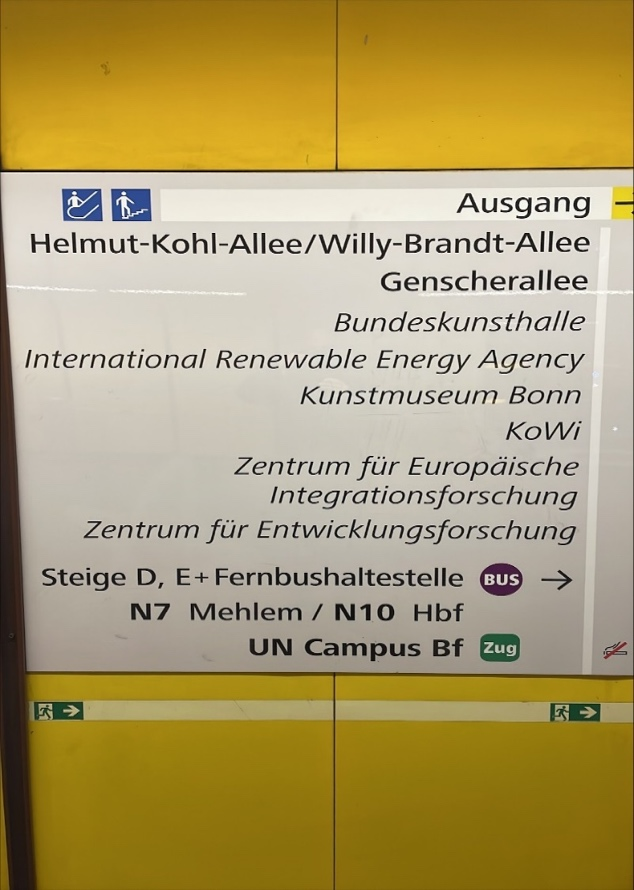 Ausgang
Helmut-Kohl-Allee/Willy-Brandt-Allee
Genscherallee
Bundeskunsthalle
International Renewable Energy Agency
Kunstmuseum Bonn
KoWi
Zentrum für Europäische
Integrationsforschung
Zentrum für Entwicklungsforschung
Steige D, E+Fernbushaltestelle BUS →
N7 Mehlem / N10 Hbf
UN Campus Bf Zug